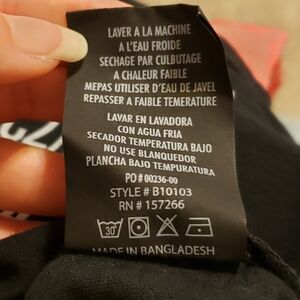 LAVER A LA MACHINE
A L'EAU FROIDE
SECHAGE PAR CULBUTAGE
A CHALEUR FAIBLE
MEPAS UTILISER D'EAU DE JAVEL
REPASSER A FAIBLE TEMERATURE
LAVAR EN LAVADORA
CON AGUA FRIA
SECADOR TEMPERATURA BAJO
NO USE BLANQUEDOR
PLANCHA BAJO TEMPURATURA
PO # 00236-00
STYLE # B10103
RN # 157266
30
MADE IN BANGLADESH